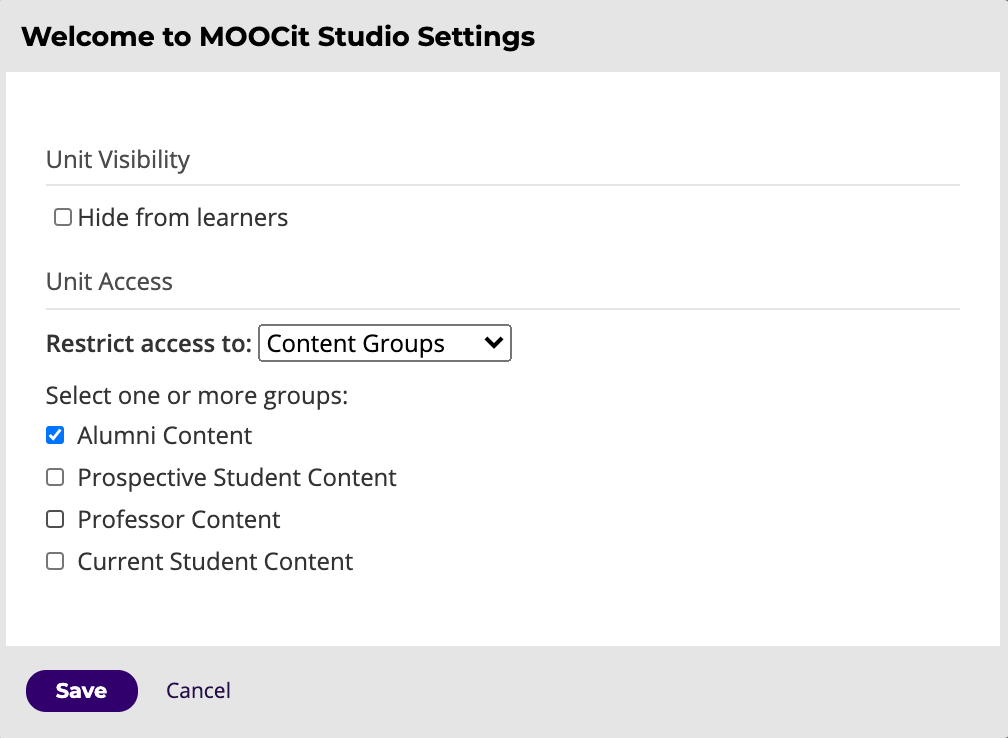 Welcome to MOOCit Studio Settings
Unit Visibility
Hide from learners
Unit Access
Restrict access to: Content Groups
Select one or more groups:
Alumni Content
Prospective Student Content
Professor Content
Current Student Content
Save Cancel